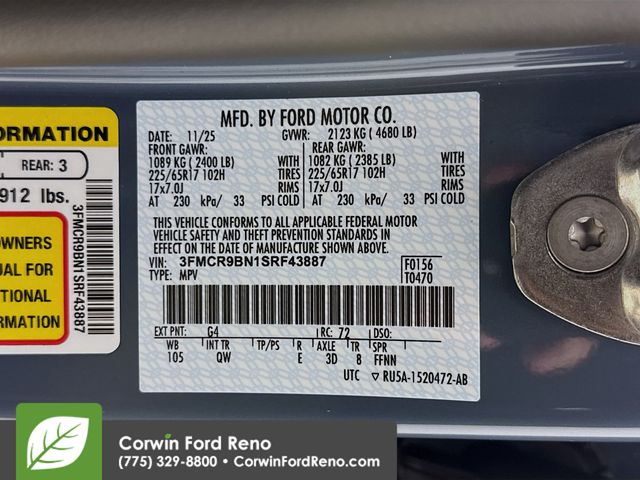 ORMATION
REAR: 3
912 lbs.
OWNERS
UAL FOR
TIONAL
FORMATION
3FMCR9BN1SRF43887
MFD. BY FORD MOTOR CO.
DATE: 11/25 GVWR: 2123 KG ( 4680 LB)
FRONT GAWR: REAR GAWR:
1089 KG ( 2400 LB) WITH 1082 KG ( 2385 LB) WITH
225/65R17 102H TIRES 225/65R17 102H TIRES
17x7.0J RIMS 17x7.0J RIMS
AT 230 kPa/ 33 PSI COLD AT 230 kPa/ 33 PSI COLD
THIS VEHICLE CONFORMS TO ALL APPLICABLE FEDERAL MOTOR
VEHICLE SAFETY AND THEFT PREVENTION STANDARDS IN
EFFECT ON THE DATE OF MANUFACTURE SHOWN ABOVE.
VIN: 3FMCR9BN1SRF43887 F0156
TYPE: MPV T0470
EXT PNT: G4 RC: 72 DSO:
WB INT TR TP/PS R AXLE TR SPR
105 QW E 3D 8 FFNN
UTC ▽ RU5A-1520472-AB
Corwin Ford Reno
(775) 329-8800 • CorwinFordReno.com